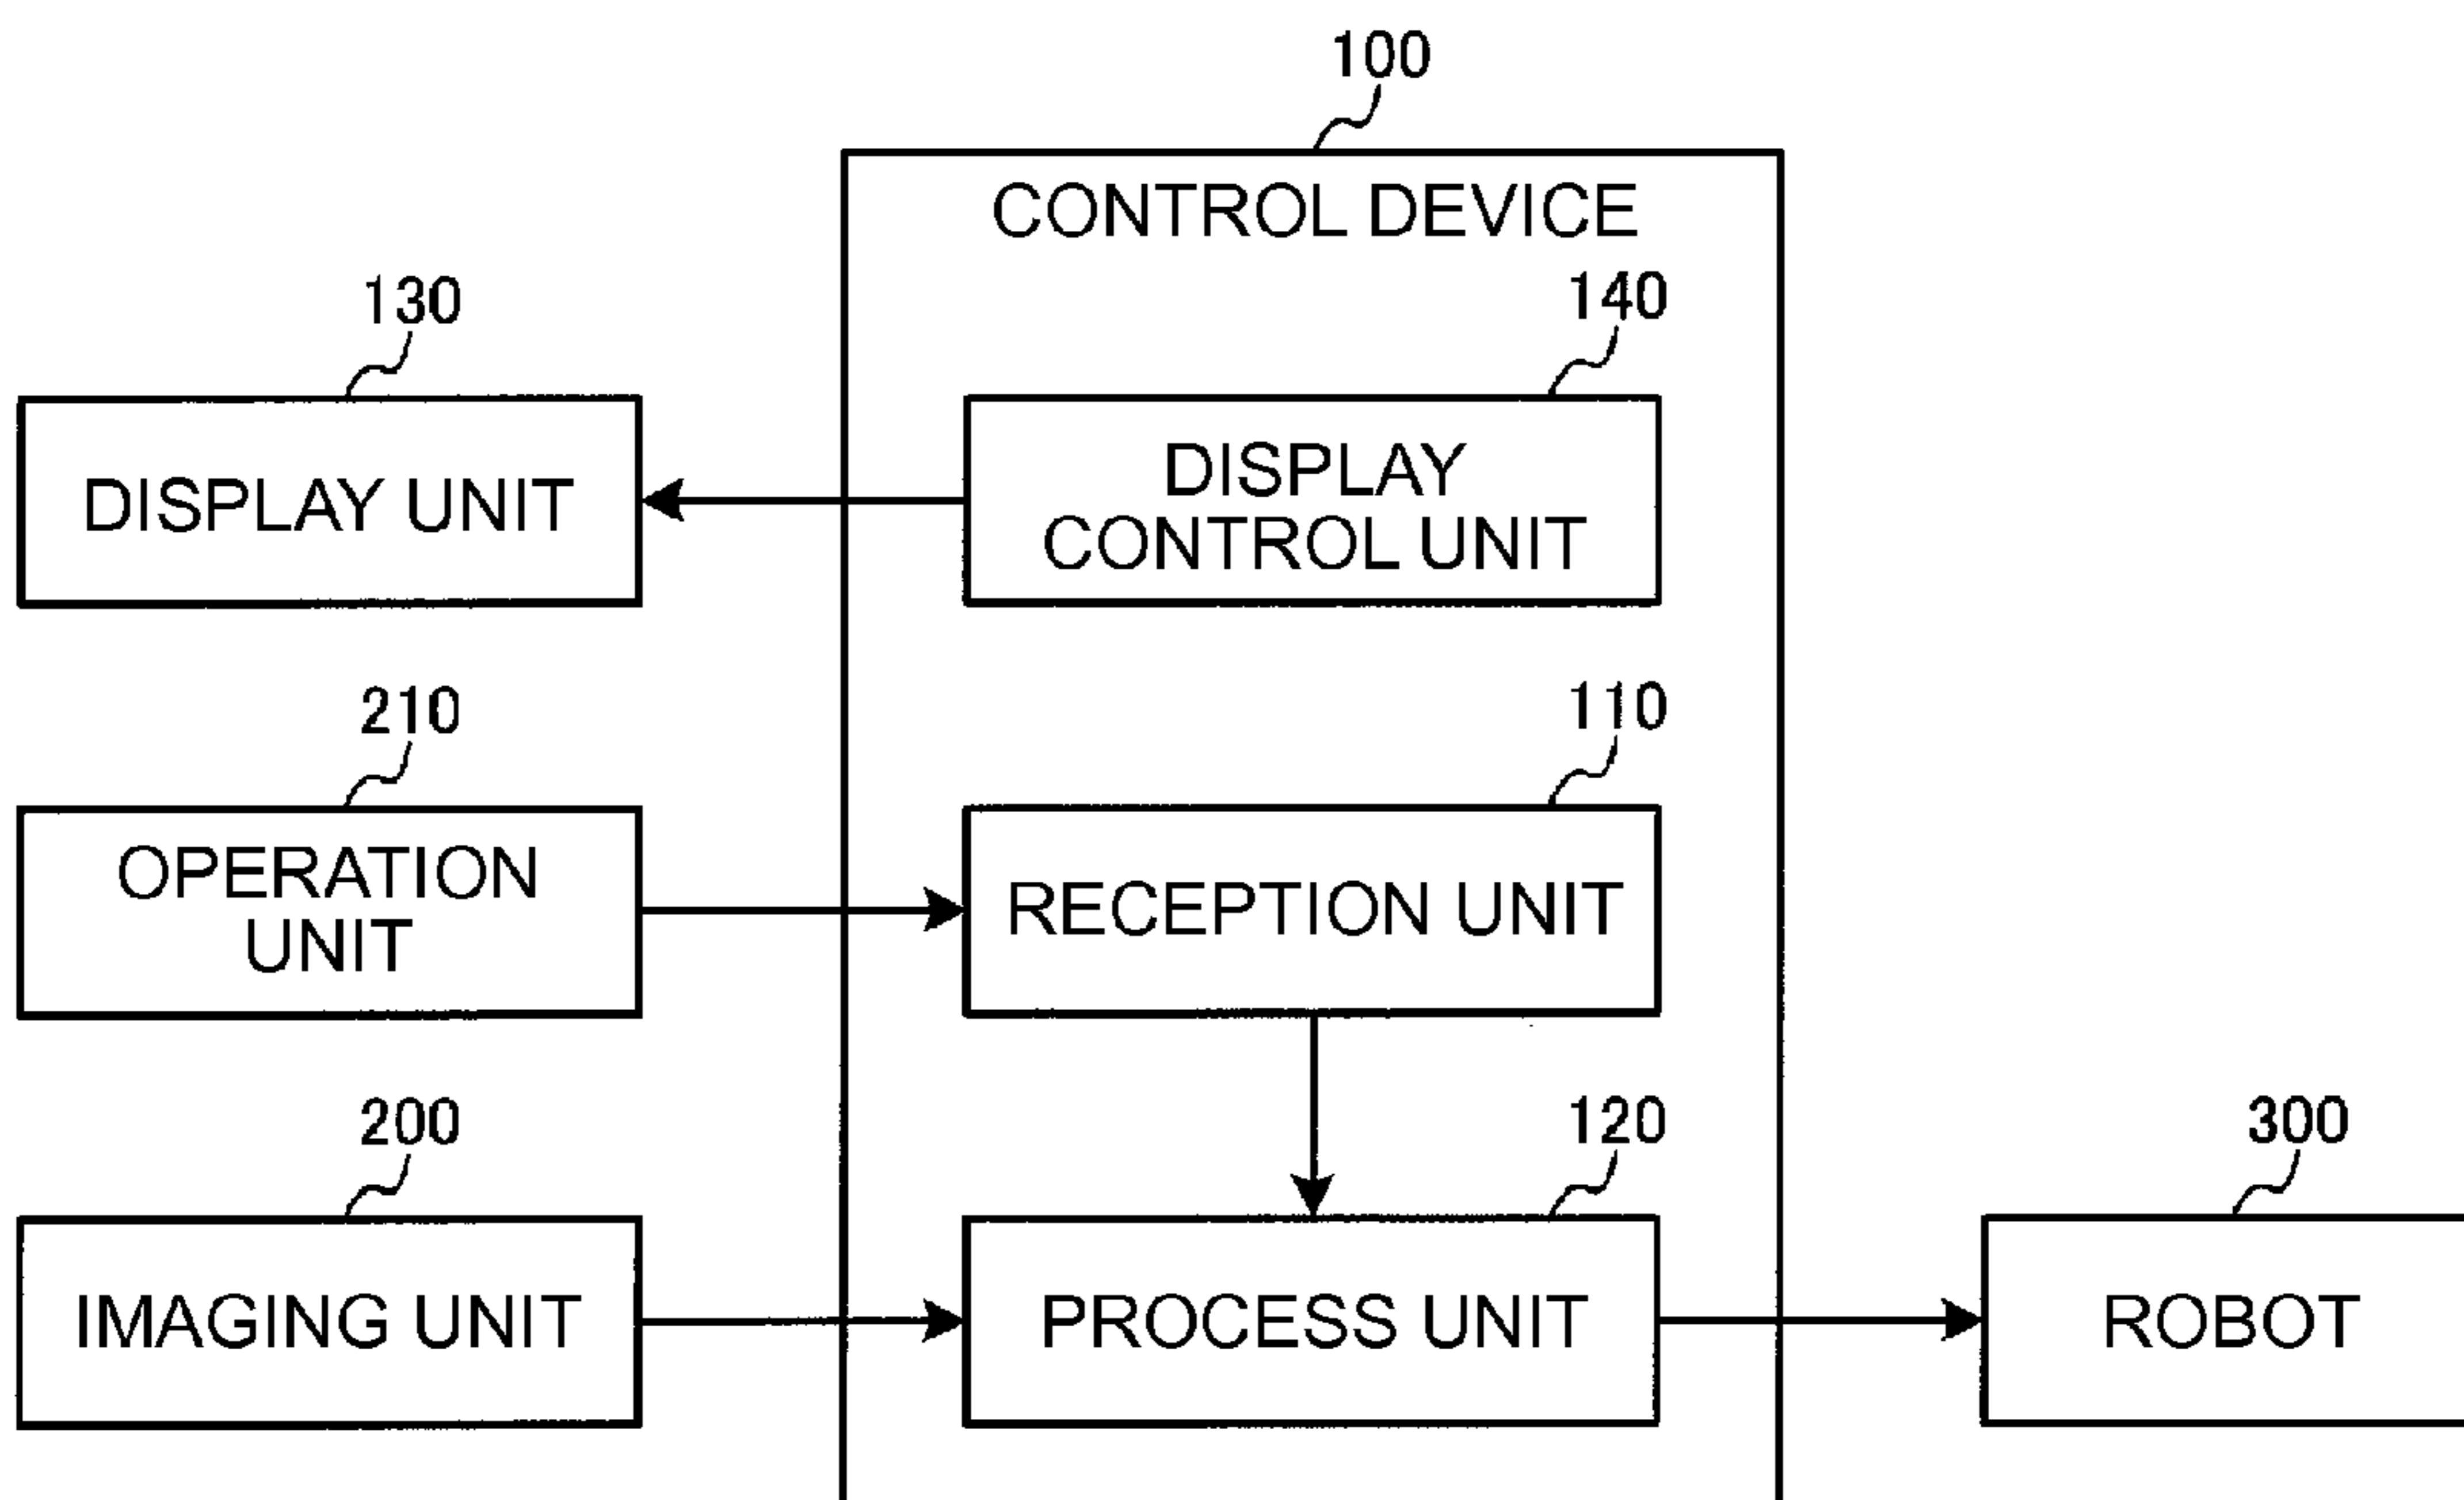 100
CONTROL DEVICE
130
140
DISPLAY UNIT
DISPLAY
CONTROL UNIT
210
110
OPERATION
UNIT
RECEPTION UNIT
200
120
300
IMAGING UNIT
PROCESS UNIT
ROBOT